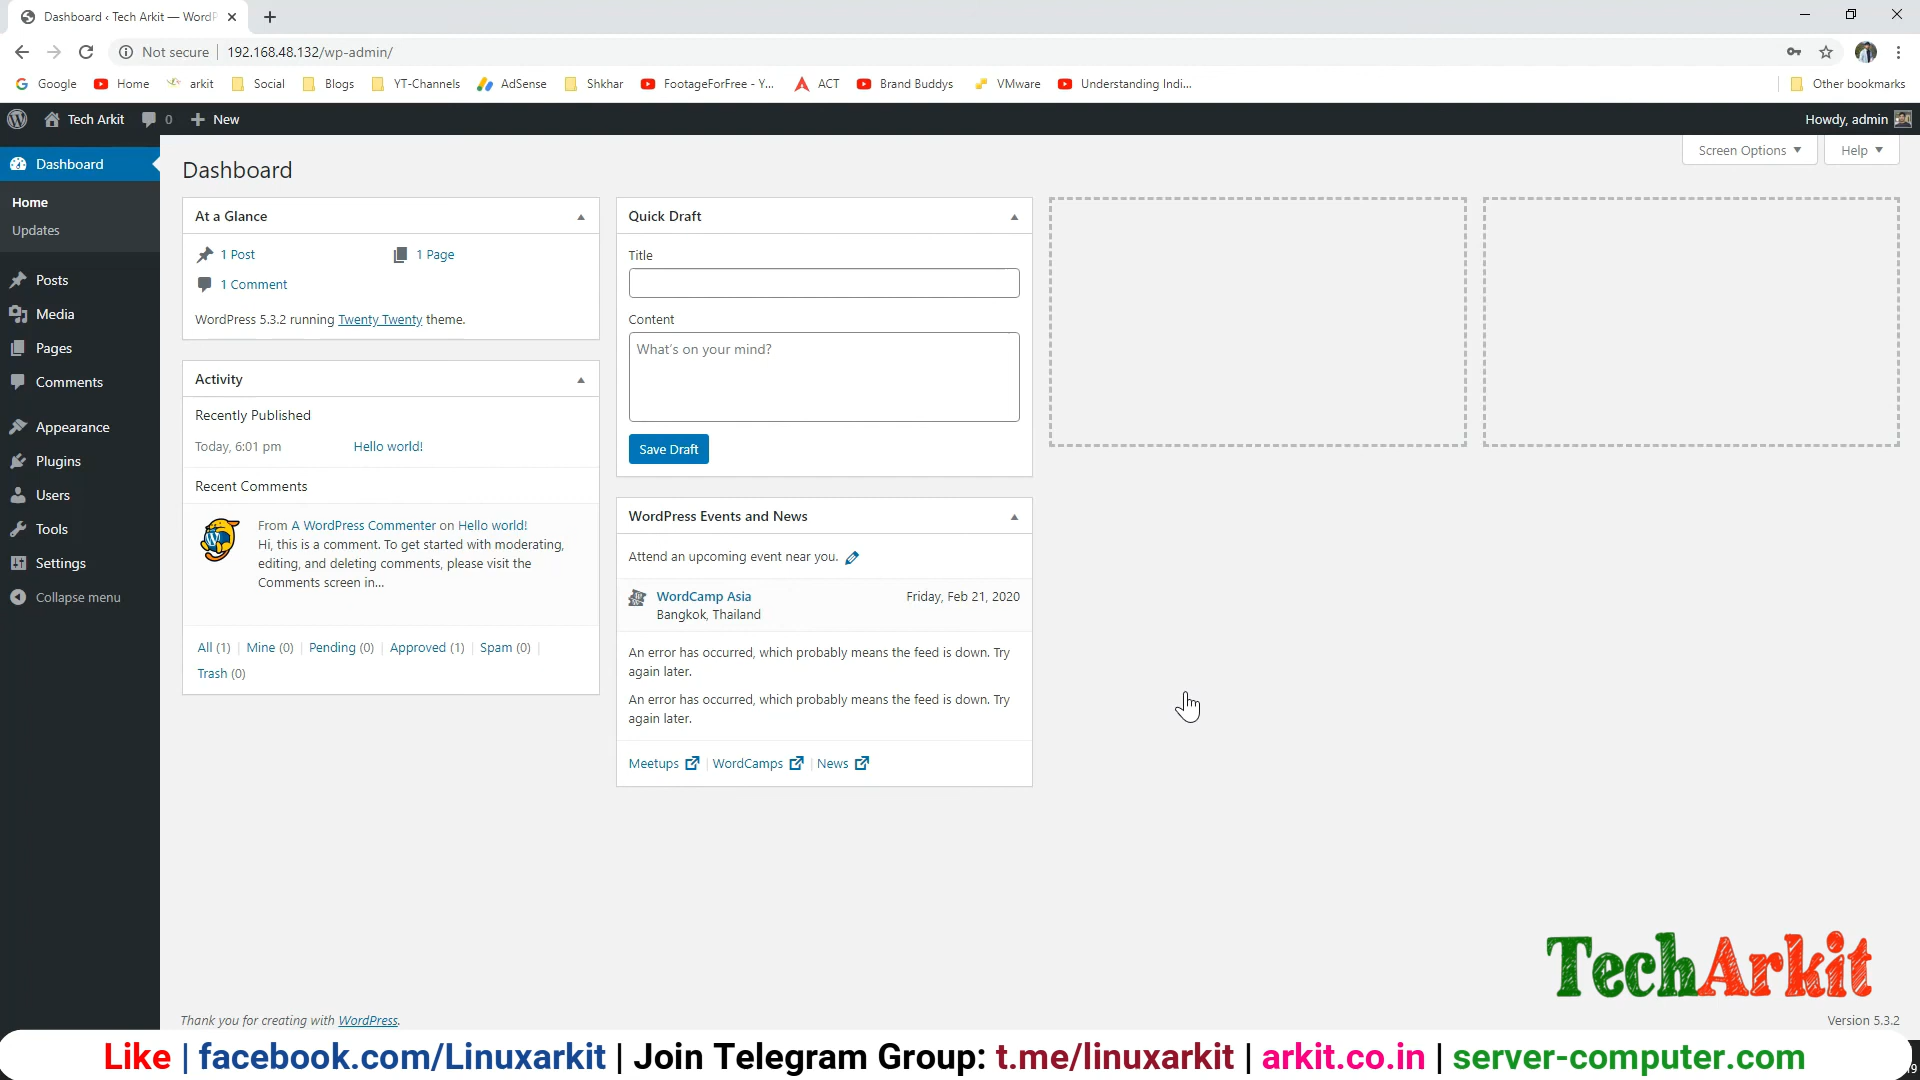 Dashboard ‹ Tech Arkit — WordP
Not secure | 192.168.48.132/wp-admin/
Google Home arkit Social Blogs YT-Channels AdSense Shkhar FootageForFree - Y... ACT Brand Buddys VMware Understanding Indi... Other bookmarks
Tech Arkit 0 New Howdy, admin
Dashboard
Home
Updates
Posts
Media
Pages
Comments
Appearance
Plugins
Users
Tools
Settings
Collapse menu
Screen Options Help
Dashboard
At a Glance
1 Post 1 Page
1 Comment
WordPress 5.3.2 running Twenty Twenty theme.
Activity
Recently Published
Today, 6:01 pm Hello world!
Recent Comments
From A WordPress Commenter on Hello world!
Hi, this is a comment. To get started with moderating,
editing, and deleting comments, please visit the
Comments screen in...
All (1) | Mine (0) | Pending (0) | Approved (1) | Spam (0) |
Trash (0)
Quick Draft
Title
Content
What's on your mind?
Save Draft
WordPress Events and News
Attend an upcoming event near you.
WordCamp Asia Friday, Feb 21, 2020
Bangkok, Thailand
An error has occurred, which probably means the feed is down. Try
again later.
An error has occurred, which probably means the feed is down. Try
again later.
Meetups | WordCamps | News
TechArkit
Thank you for creating with WordPress. Version 5.3.2
Like | facebook.com/Linuxarkit | Join Telegram Group: t.me/linuxarkit | arkit.co.in | server-computer.com